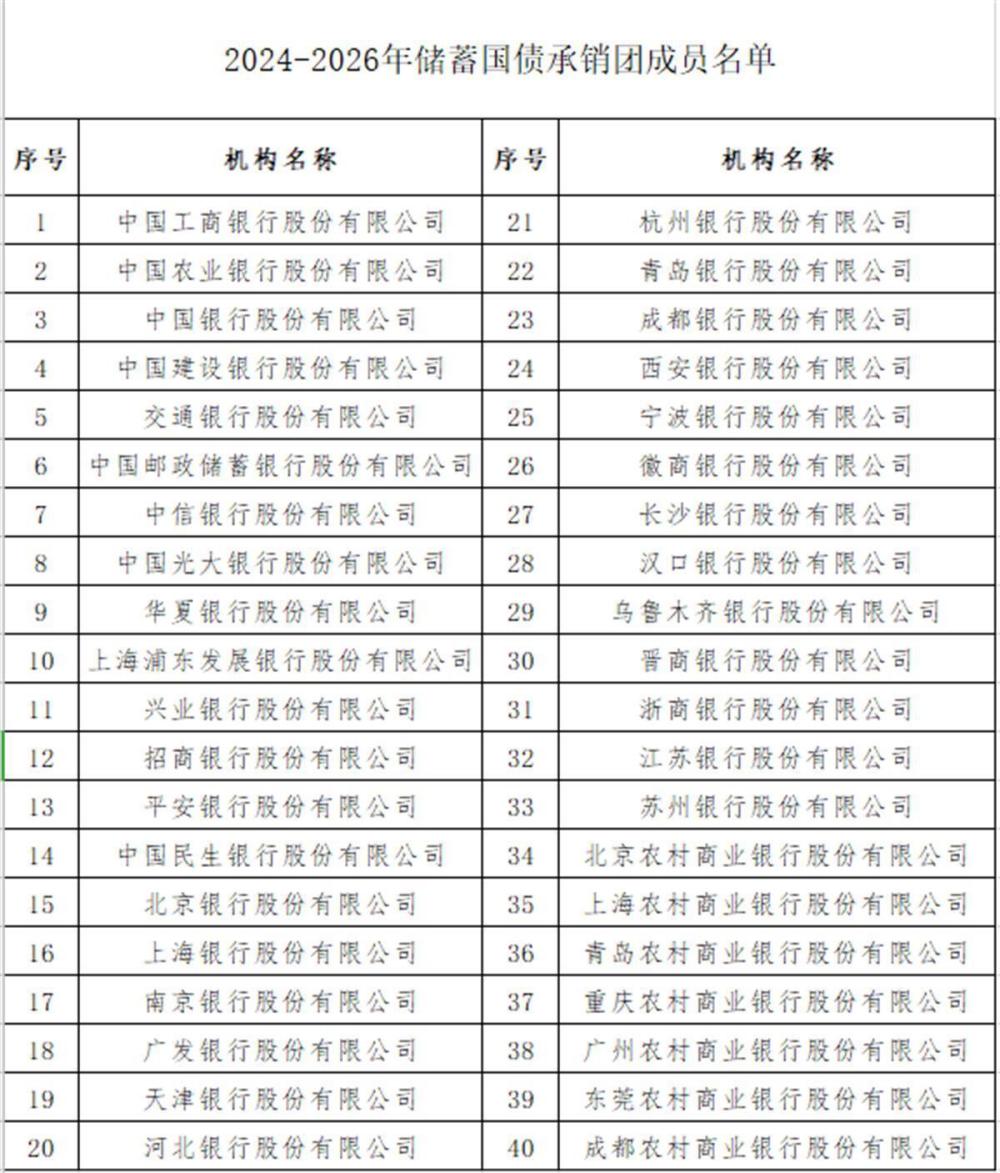 2024-2026年储蓄国债承销团成员名单
序号 机构名称 序号 机构名称
1 中国工商银行股份有限公司 21 杭州银行股份有限公司
2 中国农业银行股份有限公司 22 青岛银行股份有限公司
3 中国银行股份有限公司 23 成都银行股份有限公司
4 中国建设银行股份有限公司 24 西安银行股份有限公司
5 交通银行股份有限公司 25 宁波银行股份有限公司
6 中国邮政储蓄银行股份有限公司 26 徽商银行股份有限公司
7 中信银行股份有限公司 27 长沙银行股份有限公司
8 中国光大银行股份有限公司 28 汉口银行股份有限公司
9 华夏银行股份有限公司 29 乌鲁木齐银行股份有限公司
10 上海浦东发展银行股份有限公司 30 晋商银行股份有限公司
11 兴业银行股份有限公司 31 浙商银行股份有限公司
12 招商银行股份有限公司 32 江苏银行股份有限公司
13 平安银行股份有限公司 33 苏州银行股份有限公司
14 中国民生银行股份有限公司 34 北京农村商业银行股份有限公司
15 北京银行股份有限公司 35 上海农村商业银行股份有限公司
16 上海银行股份有限公司 36 青岛农村商业银行股份有限公司
17 南京银行股份有限公司 37 重庆农村商业银行股份有限公司
18 广发银行股份有限公司 38 广州农村商业银行股份有限公司
19 天津银行股份有限公司 39 东莞农村商业银行股份有限公司
20 河北银行股份有限公司 40 成都农村商业银行股份有限公司